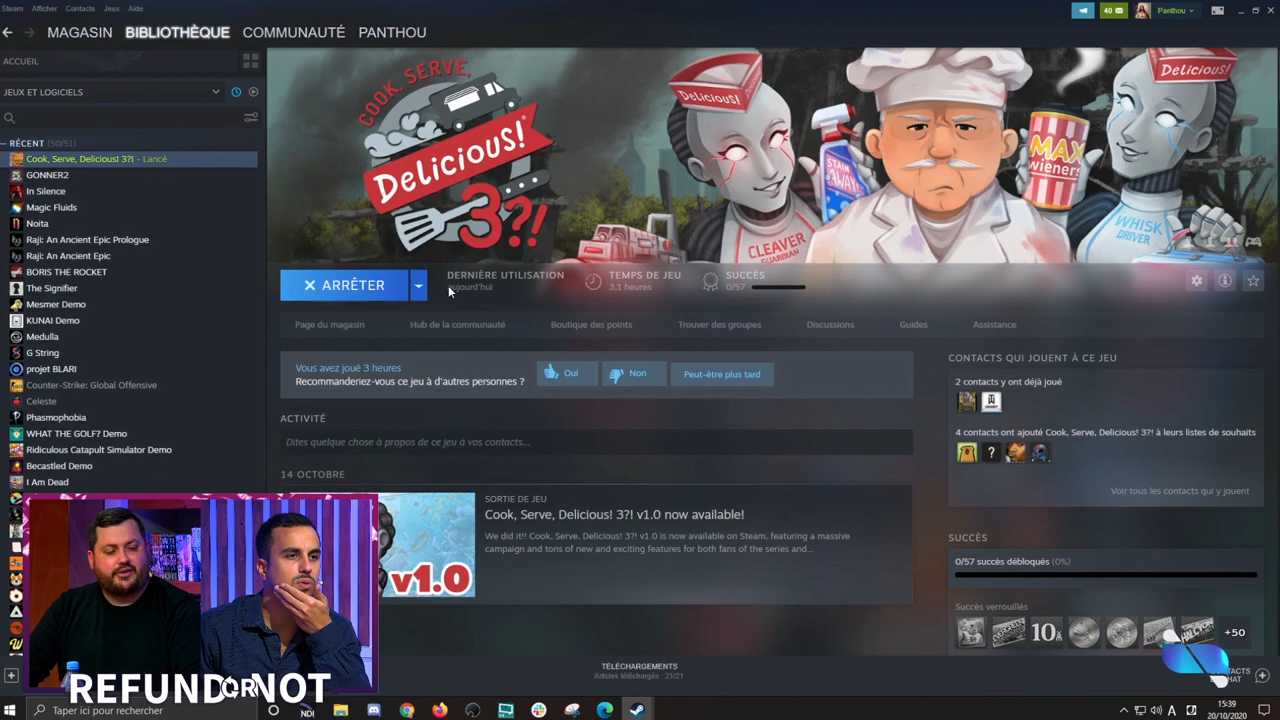 Steam Afficher Contacts Jeux Aide
40
Panthou
MAGASIN BIBLIOTHÈQUE COMMUNAUTÉ PANTHOU
ACCUEIL
JEUX ET LOGICIELS
RÉCENT (50/51)
Cook, Serve, Delicious! 3?! - Lancé
GONNER2
In Silence
Magic Fluids
Noita
Raji: An Ancient Epic Prologue
Raji: An Ancient Epic
BORIS THE ROCKET
The Signifier
Mesmer Demo
KUNAI Demo
Medulla
G String
projet BLARI
Counter-Strike: Global Offensive
Celeste
Phasmophobia
WHAT THE GOLF? Demo
Ridiculous Catapult Simulator Demo
Becastled Demo
I Am Dead
COOK, SERVE,
Delicious!
3?!
Delicious!
Delicious!
STAIN AWAY
MAX
wieners
CLEAVER
GUARDIAN
WHISK
DRIVER
ARRÊTER
DERNIÈRE UTILISATION
aujourd'hui
TEMPS DE JEU
3,1 heures
SUCCÈS
0/57
Page du magasin
Hub de la communauté
Boutique des points
Trouver des groupes
Discussions
Guides
Assistance
Vous avez joué 3 heures
Recommanderiez-vous ce jeu à d'autres personnes ?
Oui
Non
Peut-être plus tard
ACTIVITÉ
Dites quelque chose à propos de ce jeu à vos contacts...
14 OCTOBRE
SORTIE DE JEU
Cook, Serve, Delicious! 3?! v1.0 now available!
We did it!! Cook, Serve, Delicious! 3?! v1.0 is now available on Steam, featuring a massive
campaign and tons of new and exciting features for both fans of the series and...
v1.0
CONTACTS QUI JOUENT À CE JEU
2 contacts y ont déjà joué
4 contacts ont ajouté Cook, Serve, Delicious! 3?! à leurs listes de souhaits
?
Voir tous les contacts qui y jouent
SUCCÈS
0/57 succès débloqués (0%)
Succès verrouillés
+50
TÉLÉCHARGEMENTS
Articles téléchargés : 21/21
REFUND OR NOT
Taper ici pour rechercher
NDI
15:39
20/10/2020